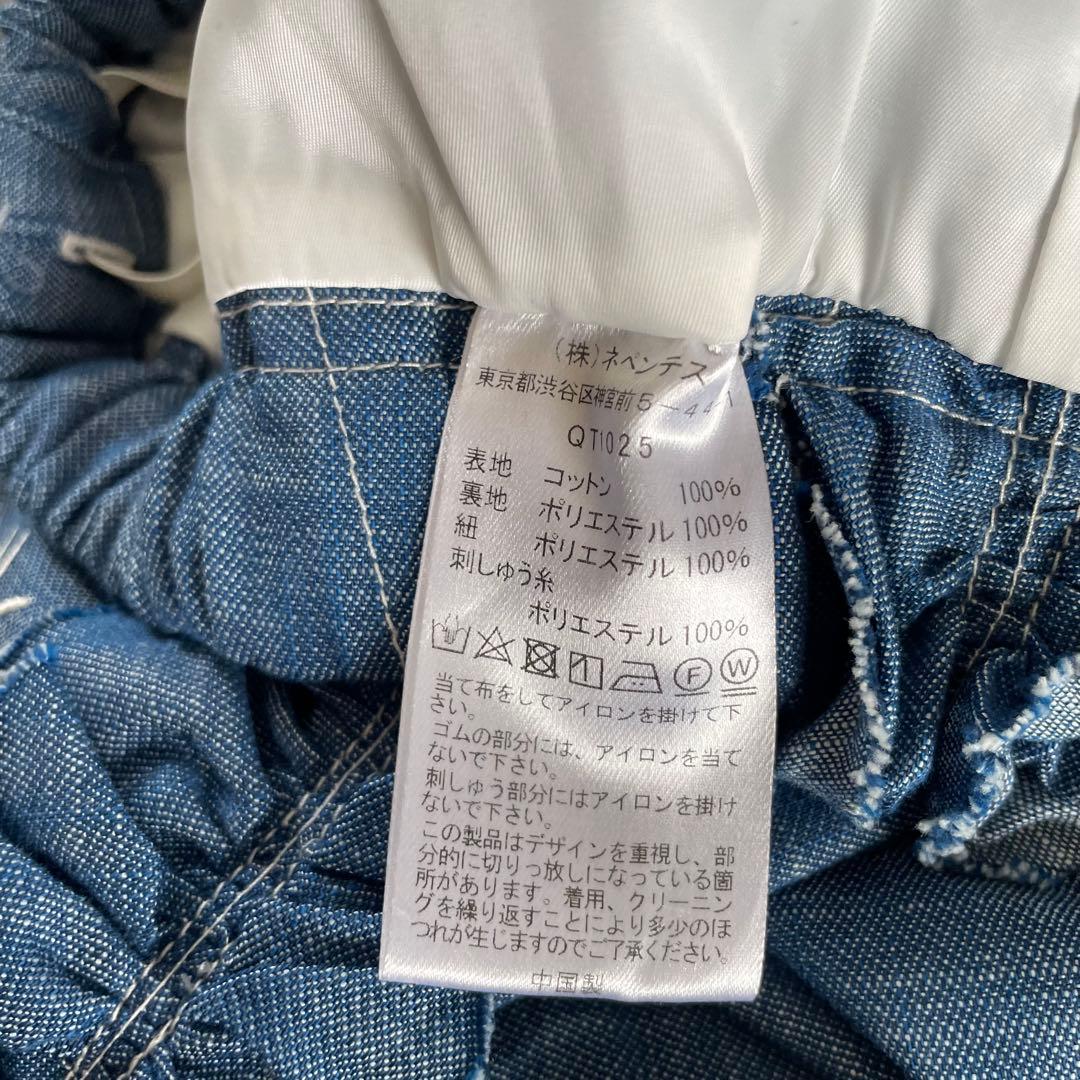 (株)ネペンテス
東京都渋谷区神宮前5-44-1
QT1025
表地 コットン 100%
裏地 ポリエステル 100%
紐 ポリエステル 100%
刺しゅう糸
ポリエステル 100%
F W
当て布をしてアイロンを掛けて下
さい。
ゴムの部分には、アイロンを当て
ないで下さい。
刺しゅう部分にはアイロンを掛け
ないで下さい。
この製品はデザインを重視し、部
分的に切りっ放しになっている箇
所があります。着用、クリーニン
グを繰り返すことにより多少のほ
つれが生じますのでご了承ください。
中国製